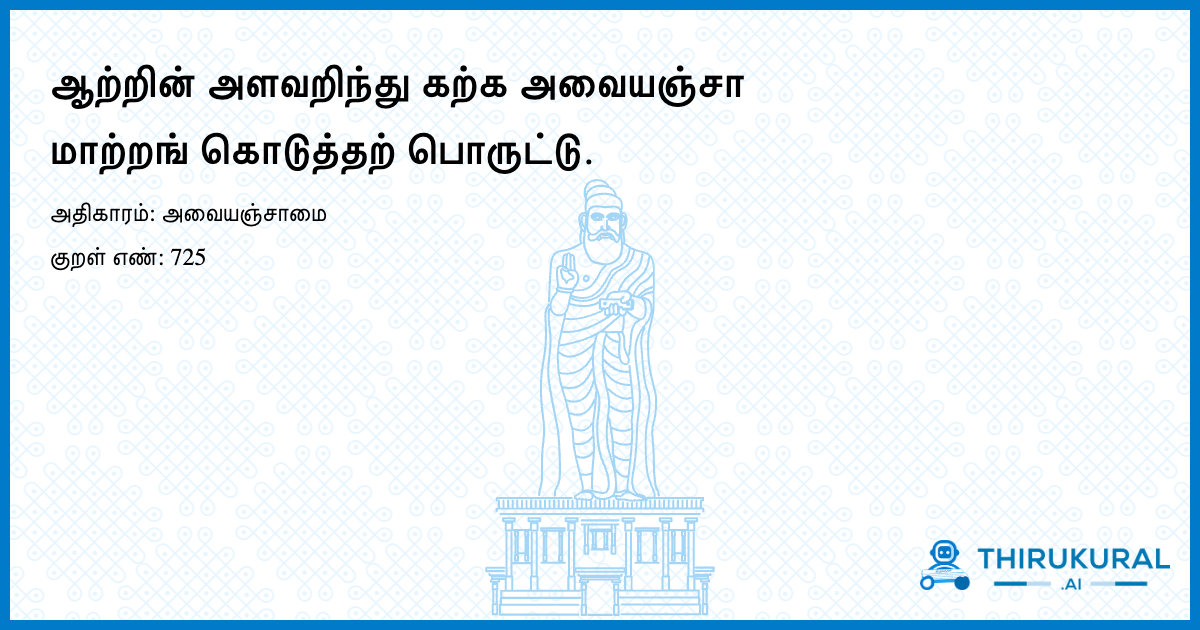 ஆற்றின் அளவறிந்து கற்க அவையஞ்சா
மாற்றங் கொடுத்தற் பொருட்டு.
அதிகாரம்: அவையஞ்சாமை
குறள் எண்: 725
THIRUKURAL
.AI